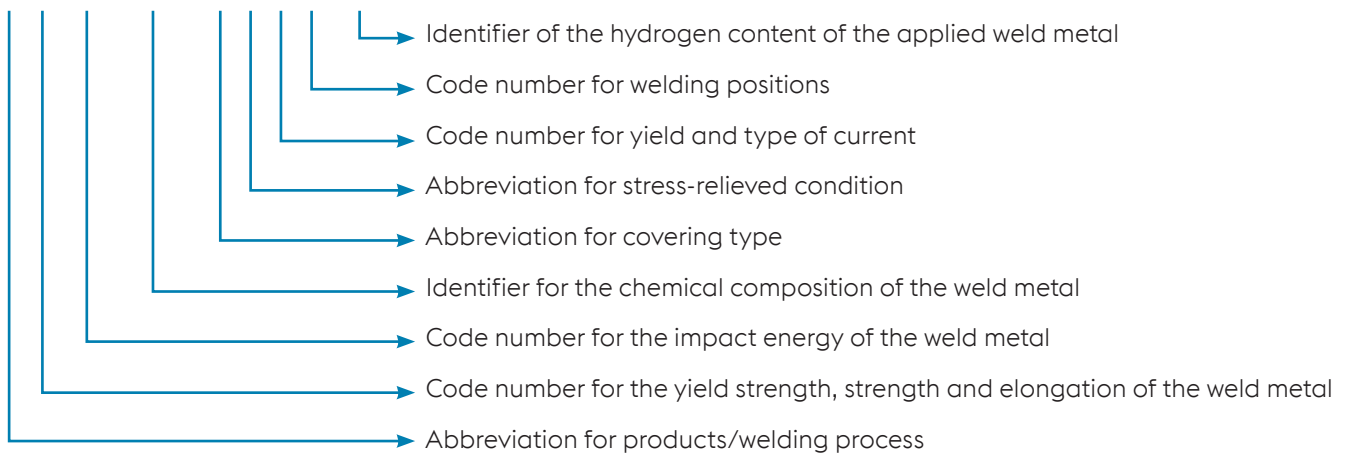 Identifier of the hydrogen content of the applied weld metal
Code number for welding positions
Code number for yield and type of current
Abbreviation for stress-relieved condition
Abbreviation for covering type
Identifier for the chemical composition of the weld metal
Code number for the impact energy of the weld metal
Code number for the yield strength, strength and elongation of the weld metal
Abbreviation for products/welding process